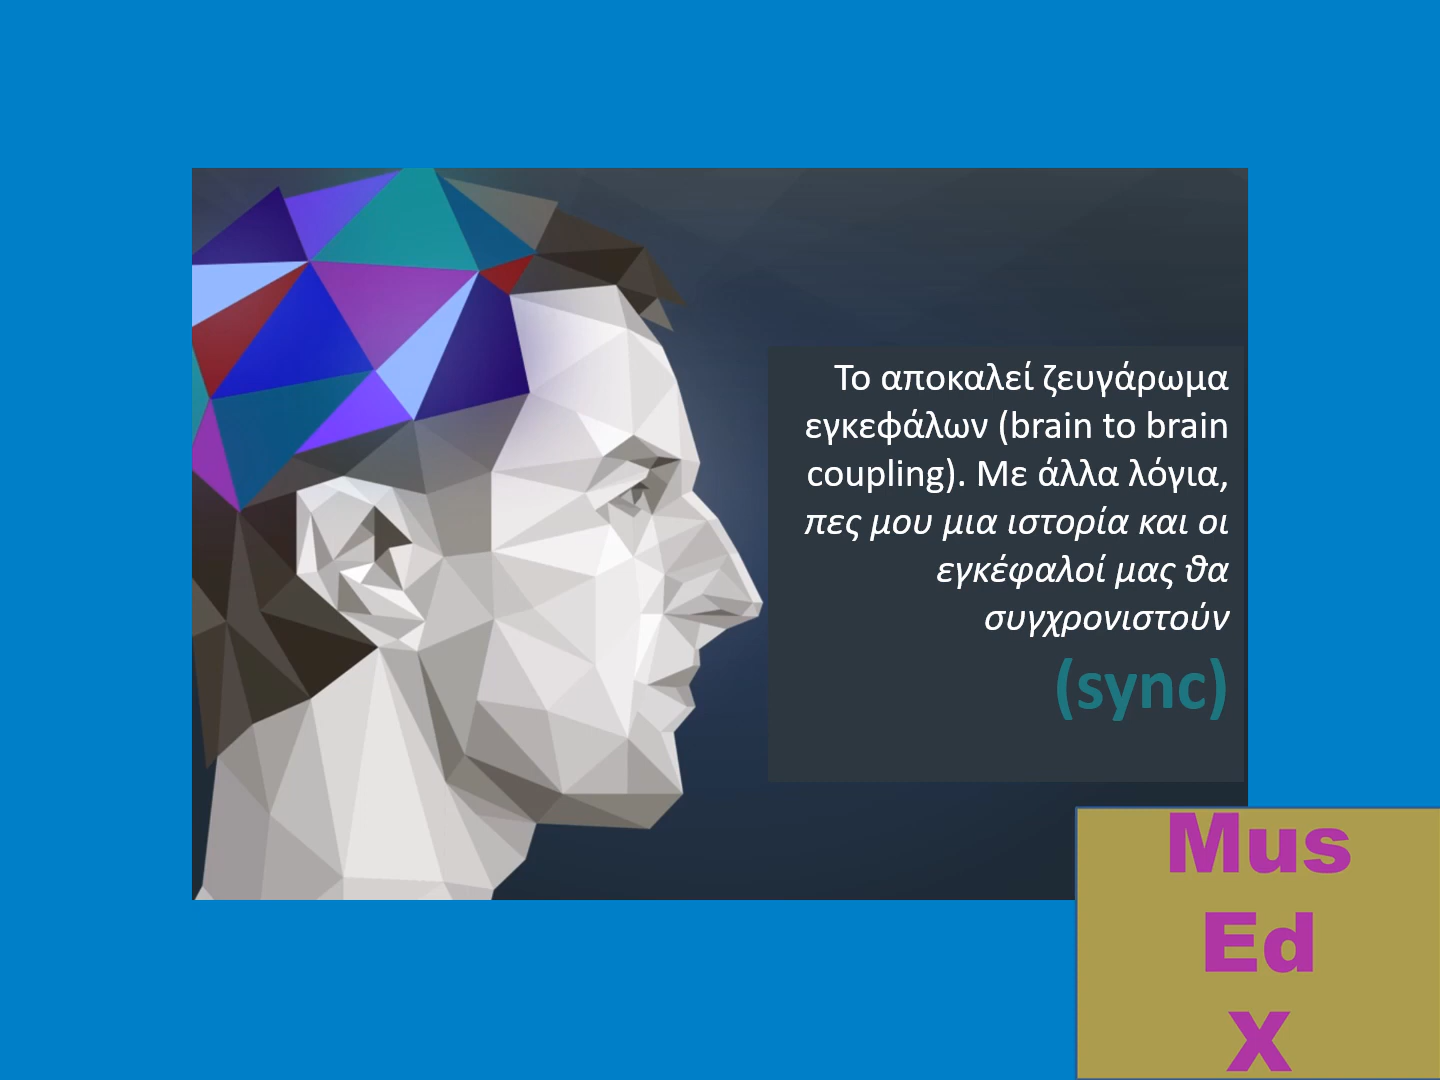 Το αποκαλεί ζευγάρωμα
εγκεφάλων (brain to brain
coupling). Με άλλα λόγια,
πες μου μια ιστορία και οι
εγκέφαλοί μας θα
συγχρονιστούν
(sync)
Mus
Ed
X